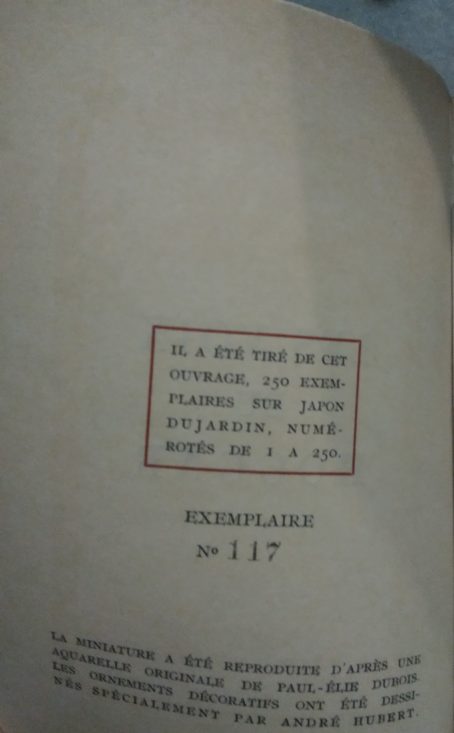 IL A ÉTÉ TIRÉ DE CET
OUVRAGE, 250 EXEM-
PLAIRES SUR JAPON
DUJARDIN, NUMÉ-
ROTÉS DE 1 A 250.
EXEMPLAIRE
Nº 117
LA MINIATURE A ÉTÉ REPRODUITE D'APRÈS UNE
AQUARELLE ORIGINALE DE PAUL-ÉLIE DUBOIS.
LES ORNEMENTS DÉCORATIFS ONT ÉTÉ DESSI-
NÉS SPÉCIALEMENT PAR ANDRÉ HUBERT.